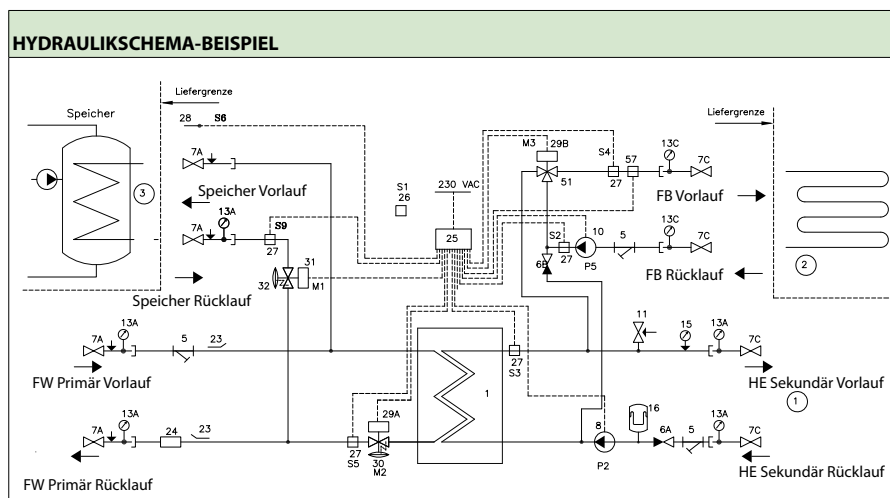 HYDRAULIKSCHEMA-BEISPIEL
Liefergrenze
Speicher
28 S6
7A
3
Speicher Vorlauf
7A 13A
S9
27
Speicher Rücklauf
31
32
M1
S1
26
230 VAC
25
M3 29B
S4
57
13C
7C
51
27
FB Vorlauf
Liefergrenze
S2
10
5
13C
7C
6B
27
P5
FB Rücklauf
2
7A
13A
5
23
FW Primär Vorlauf
1
27
S3
11
15
13A
7C
HE Sekundär Vorlauf
1
7A
13A
24
23
FW Primär Rücklauf
29A
27
S5
30
M2
8
P2
16
6A
5
13A
7C
HE Sekundär Rücklauf